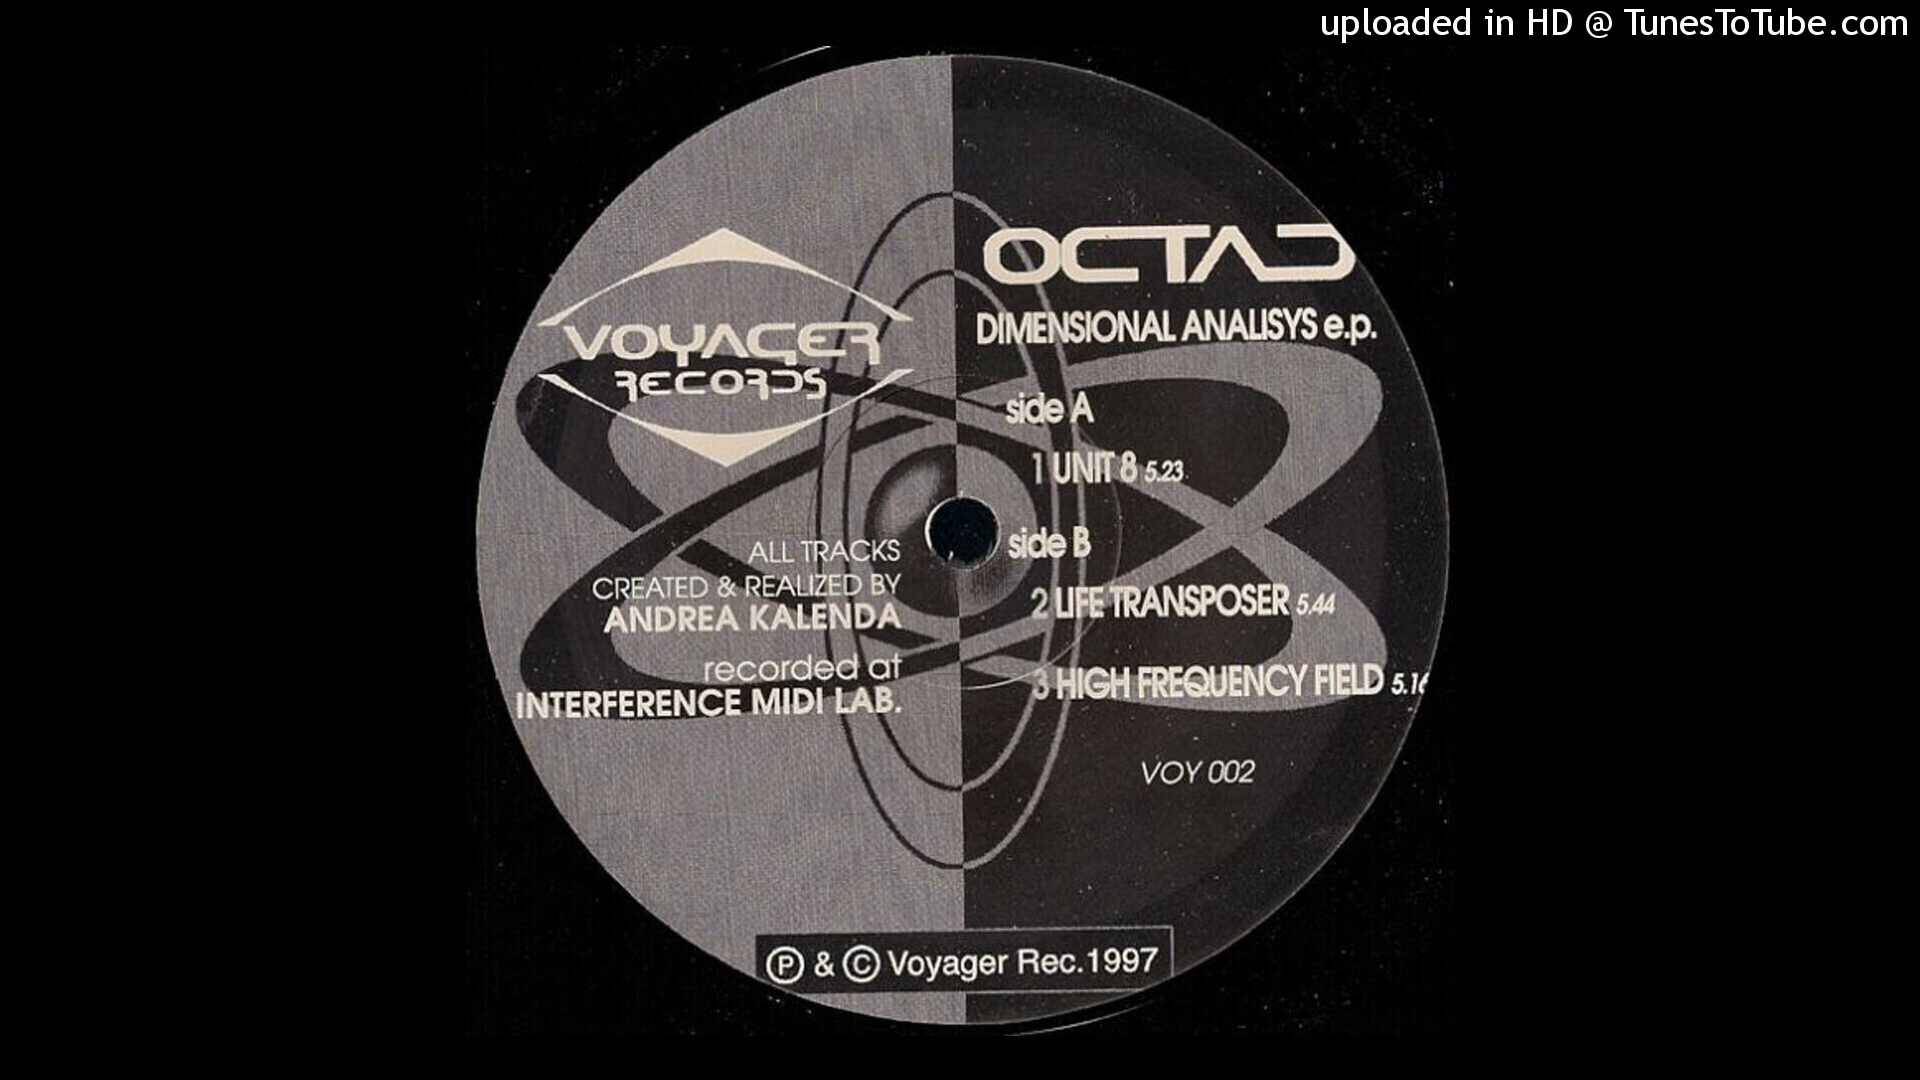 uploaded in HD @ TunesToTube.com
VOYAGER
RECORDS
ALL TRACKS
CREATED & REALIZED BY
ANDREA KALENDA
recorded at
INTERFERENCE MIDI LAB.
OCTAD
DIMENSIONAL ANALISYS e.p.
side A
1 UNIT 8 5.23
side B
2 LIFE TRANSPOSER 5,44
3 HIGH FREQUENCY FIELD 5.16
VOY 002
Ⓟ & © Voyager Rec.1997